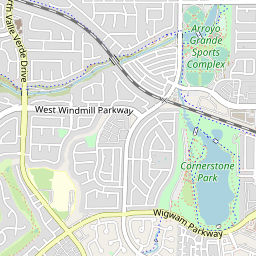 rth Valle Verde Drive
Arroyo
Grande
Sports
Complex
West Windmill Parkway
Cornerstone
Park
Wigwam Parkway